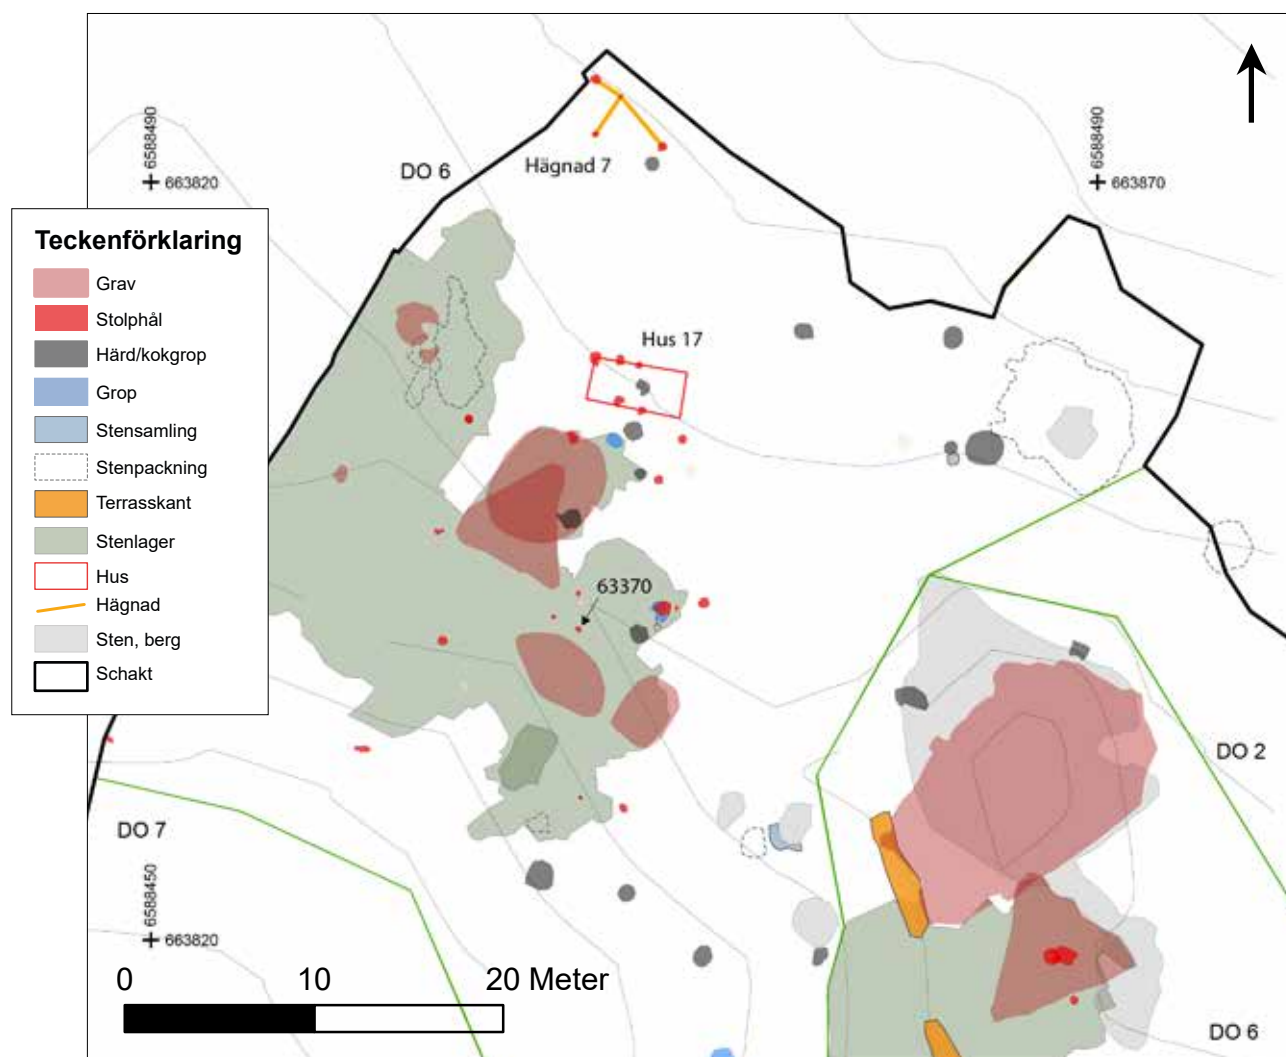 6588490
663820
6588490
663870
DO 6
Hägnad 7
Teckenförklaring
Grav
Stolphål
Härd/kokgrop
Grop
Stensamling
Stenpackning
Terrasskant
Stenlager
Hus
Hägnad
Sten, berg
Schakt
Hus 17
63370
DO 2
DO 7
6588450
663820
0 10 20 Meter
DO 6